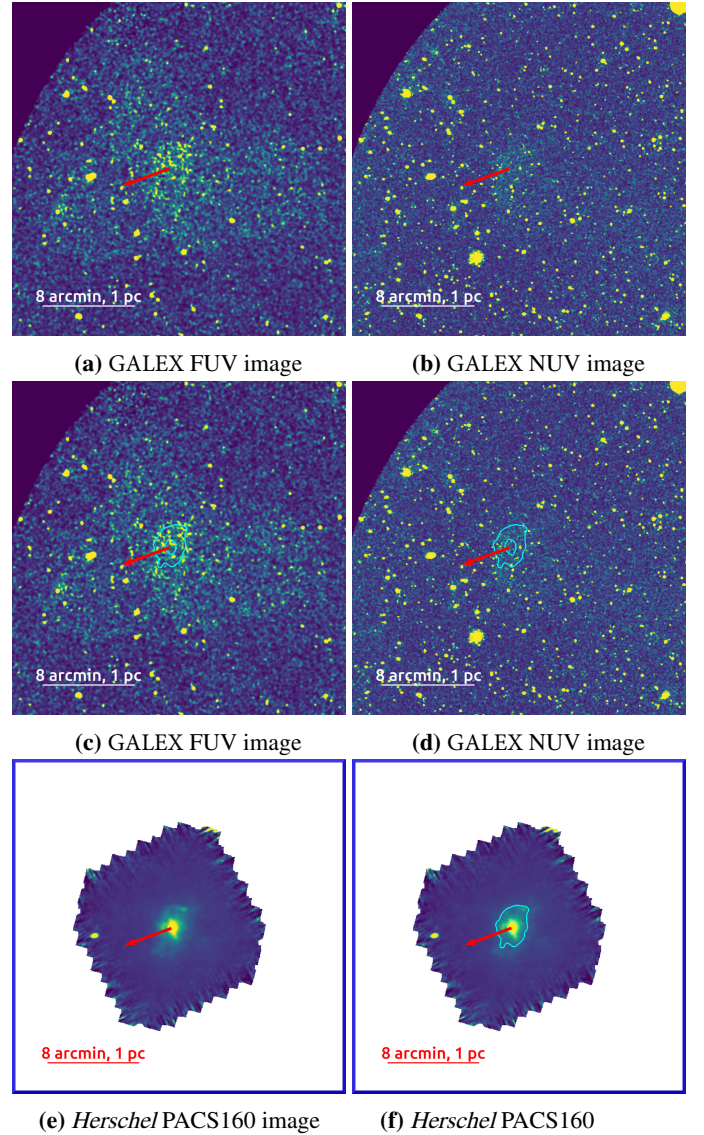 8 arcmin, 1 pc
8 arcmin, 1 pc
(a) GALEX FUV image
(b) GALEX NUV image
8 arcmin, 1 pc
8 arcmin, 1 pc
(c) GALEX FUV image
(d) GALEX NUV image
8 arcmin, 1 pc
8 arcmin, 1 pc
(e) Herschel PACS160 image
(f) Herschel PACS160